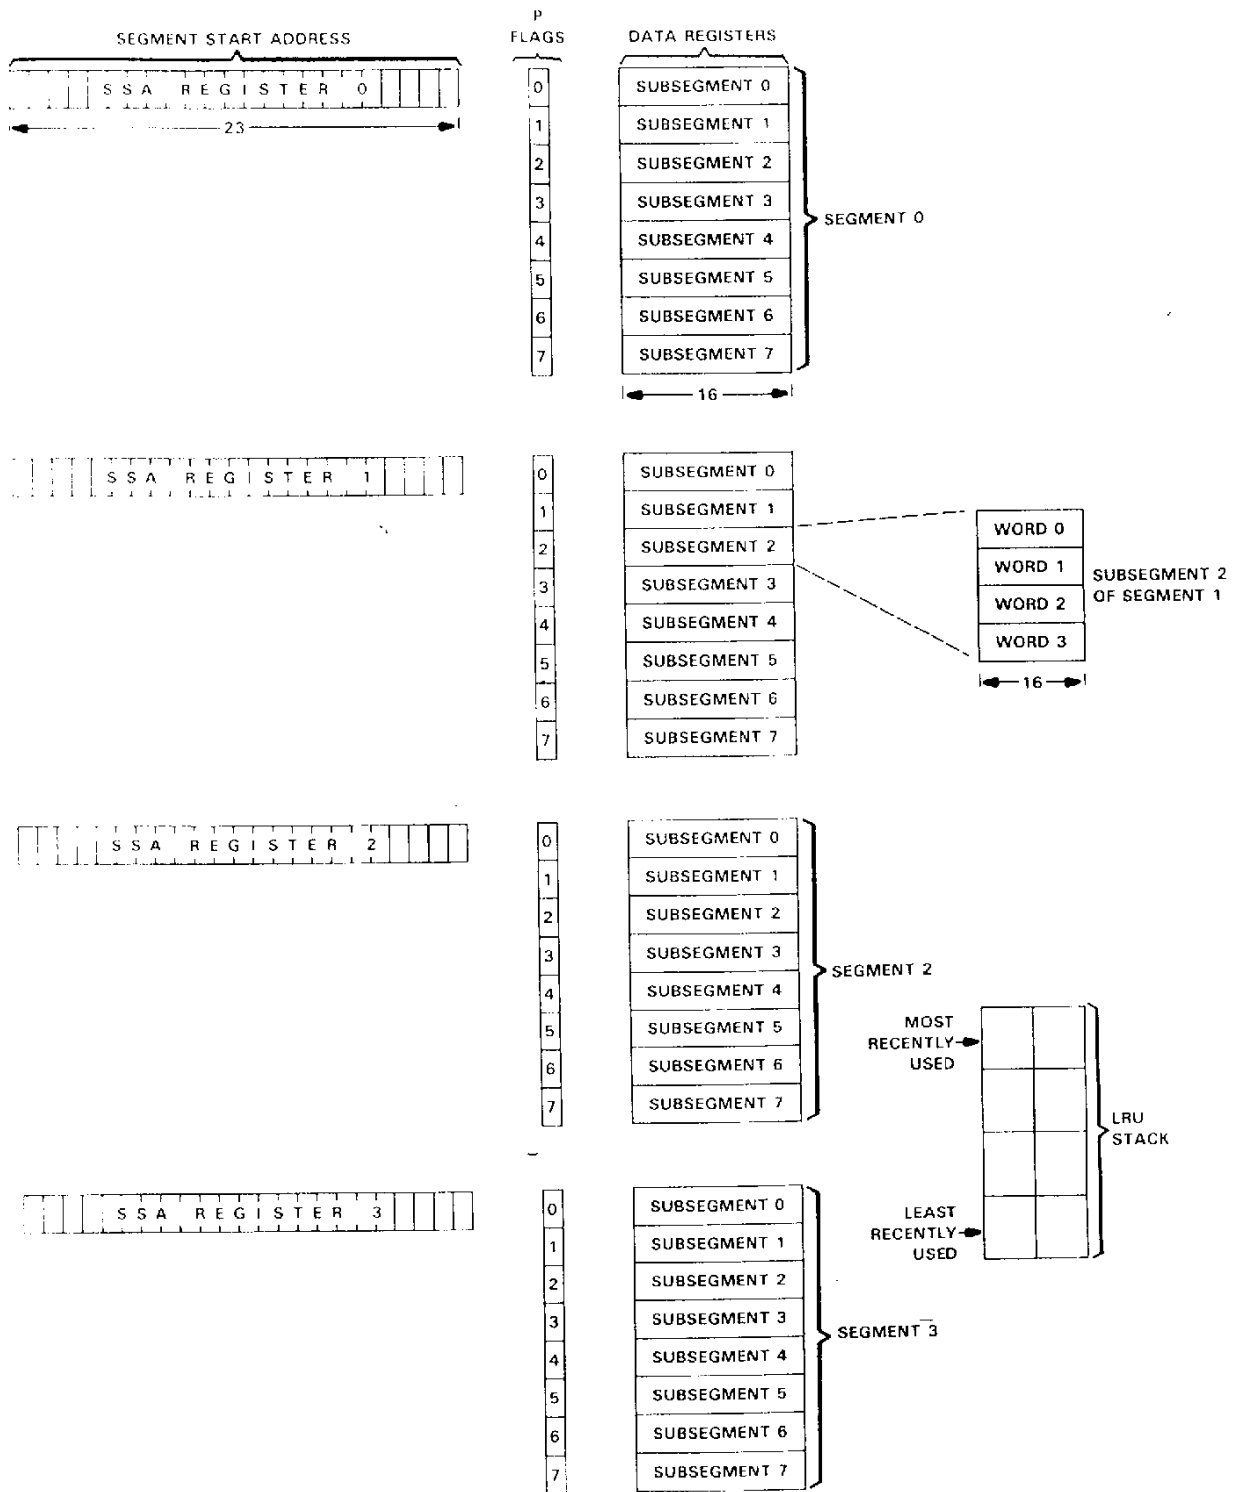 P
FLAGS
SEGMENT START ADDRESS
DATA REGISTERS
SSA REGISTER 0
23
0
1
2
3
4
5
6
7
SUBSEGMENT 0
SUBSEGMENT 1
SUBSEGMENT 2
SUBSEGMENT 3
SUBSEGMENT 4
SUBSEGMENT 5
SUBSEGMENT 6
SUBSEGMENT 7
SEGMENT 0
16
SSA REGISTER 1
0
1
2
3
4
5
6
7
SUBSEGMENT 0
SUBSEGMENT 1
SUBSEGMENT 2
SUBSEGMENT 3
SUBSEGMENT 4
SUBSEGMENT 5
SUBSEGMENT 6
SUBSEGMENT 7
WORD 0
WORD 1
WORD 2
WORD 3
SUBSEGMENT 2
OF SEGMENT 1
16
SSA REGISTER 2
0
1
2
3
4
5
6
7
SUBSEGMENT 0
SUBSEGMENT 1
SUBSEGMENT 2
SUBSEGMENT 3
SUBSEGMENT 4
SUBSEGMENT 5
SUBSEGMENT 6
SUBSEGMENT 7
SEGMENT 2
MOST
RECENTLY
USED
LRU
STACK
LEAST
RECENTLY
USED
SSA REGISTER 3
0
1
2
3
4
5
6
7
SUBSEGMENT 0
SUBSEGMENT 1
SUBSEGMENT 2
SUBSEGMENT 3
SUBSEGMENT 4
SUBSEGMENT 5
SUBSEGMENT 6
SUBSEGMENT 7
SEGMENT 3